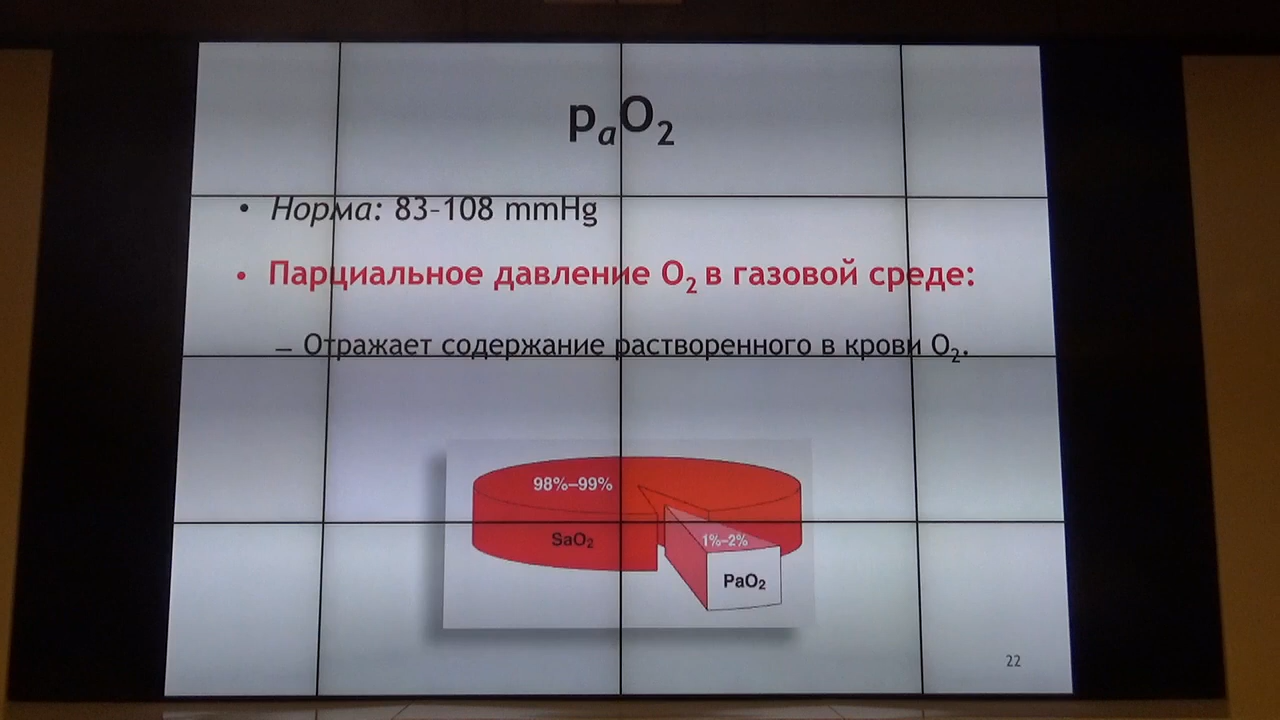 paO2
• Норма: 83–108 mmHg
• Парциальное давление O2 в газовой среде:
– Отражает содержание растворенного в крови O2.
98%–99%
SaO2
1%–2%
PaO2
22